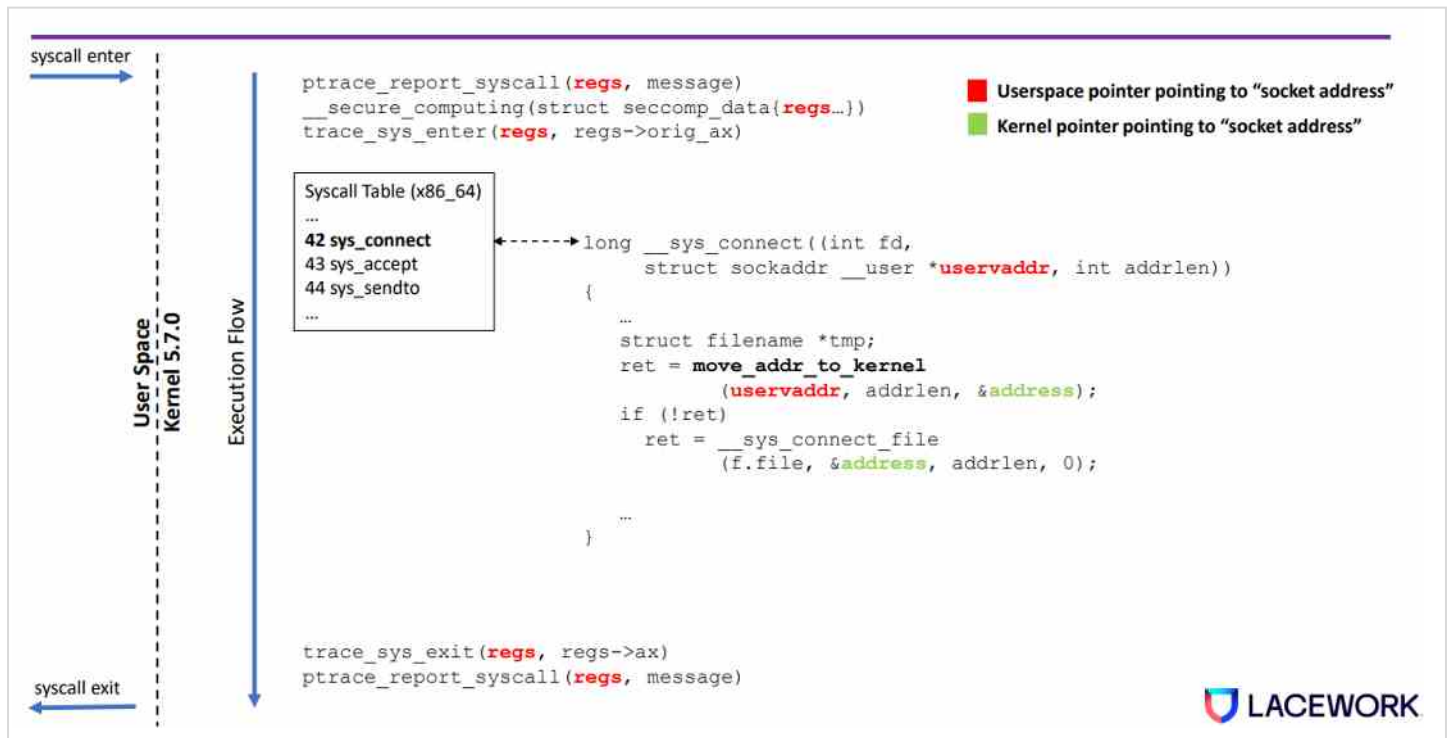 syscall enter
ptrace_report_syscall(regs, message)
__secure_computing(struct seccomp_data{regs…})
trace_sys_enter(regs, regs->orig_ax)
Userspace pointer pointing to “socket address”
Kernel pointer pointing to “socket address”
Syscall Table (x86_64)
…
42 sys_connect
43 sys_accept
44 sys_sendto
…
long __sys_connect((int fd,
struct sockaddr __user *uservaddr, int addrlen))
{
…
struct filename *tmp;
ret = move_addr_to_kernel
(uservaddr, addrlen, &address);
if (!ret)
ret = __sys_connect_file
(f.file, &address, addrlen, 0);
…
}
User Space
Kernel 5.7.0
Execution Flow
trace_sys_exit(regs, regs->ax)
ptrace_report_syscall(regs, message)
syscall exit
LACEWORK